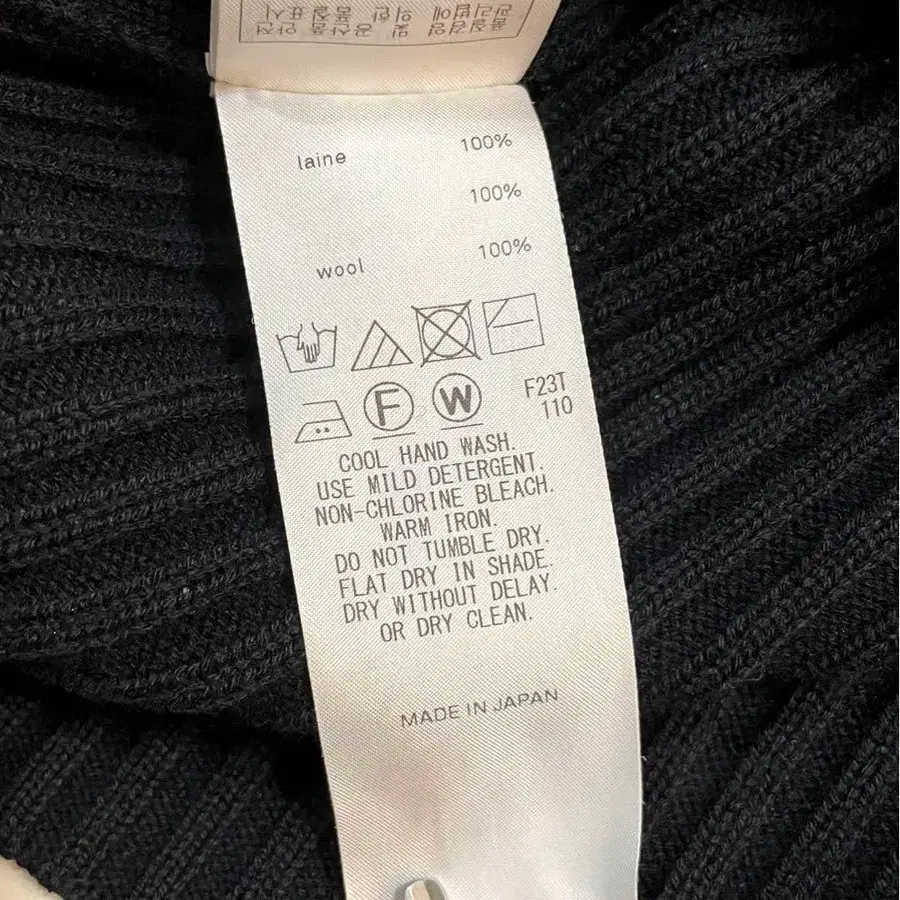 laine 100%
100%
wool 100%
F W F23T
110
COOL HAND WASH.
USE MILD DETERGENT.
NON-CHLORINE BLEACH.
WARM IRON.
DO NOT TUMBLE DRY.
FLAT DRY IN SHADE.
DRY WITHOUT DELAY.
OR DRY CLEAN.
MADE IN JAPAN